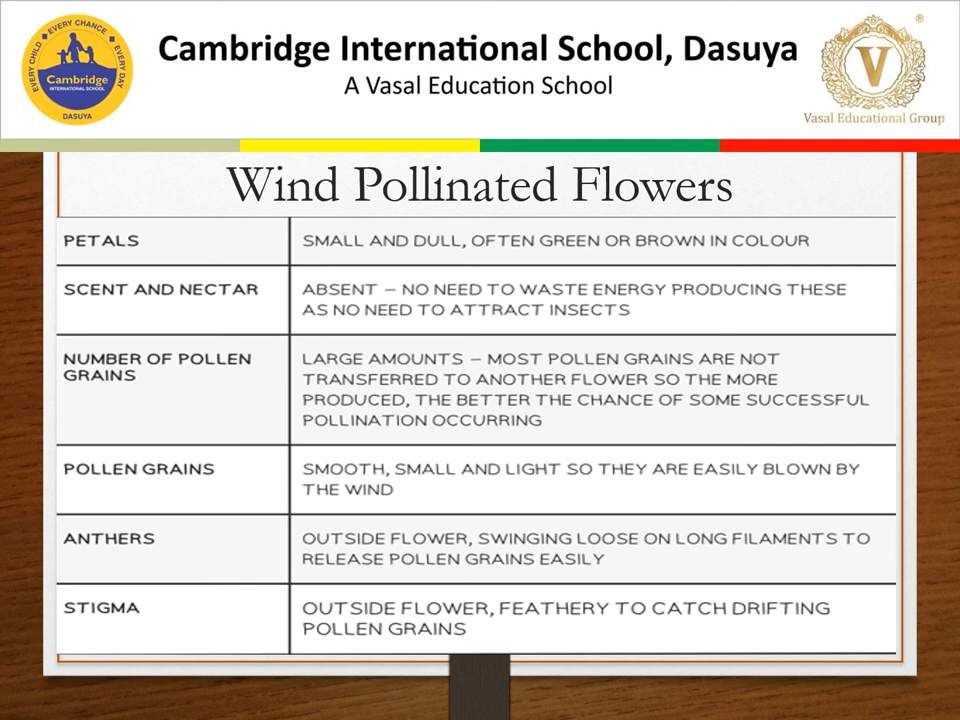 EVERY CHILD • EVERY CHANCE • EVERY DAY
Cambridge
INTERNATIONAL SCHOOL
DASUYA
Cambridge International School, Dasuya
A Vasal Education School
V
®
Vasal Educational Group
Wind Pollinated Flowers
PETALS
SMALL AND DULL, OFTEN GREEN OR BROWN IN COLOUR
SCENT AND NECTAR
ABSENT – NO NEED TO WASTE ENERGY PRODUCING THESE
AS NO NEED TO ATTRACT INSECTS
NUMBER OF POLLEN
GRAINS
LARGE AMOUNTS – MOST POLLEN GRAINS ARE NOT
TRANSFERRED TO ANOTHER FLOWER SO THE MORE
PRODUCED, THE BETTER THE CHANCE OF SOME SUCCESSFUL
POLLINATION OCCURRING
POLLEN GRAINS
SMOOTH, SMALL AND LIGHT SO THEY ARE EASILY BLOWN BY
THE WIND
ANTHERS
OUTSIDE FLOWER, SWINGING LOOSE ON LONG FILAMENTS TO
RELEASE POLLEN GRAINS EASILY
STIGMA
OUTSIDE FLOWER, FEATHERY TO CATCH DRIFTING
POLLEN GRAINS